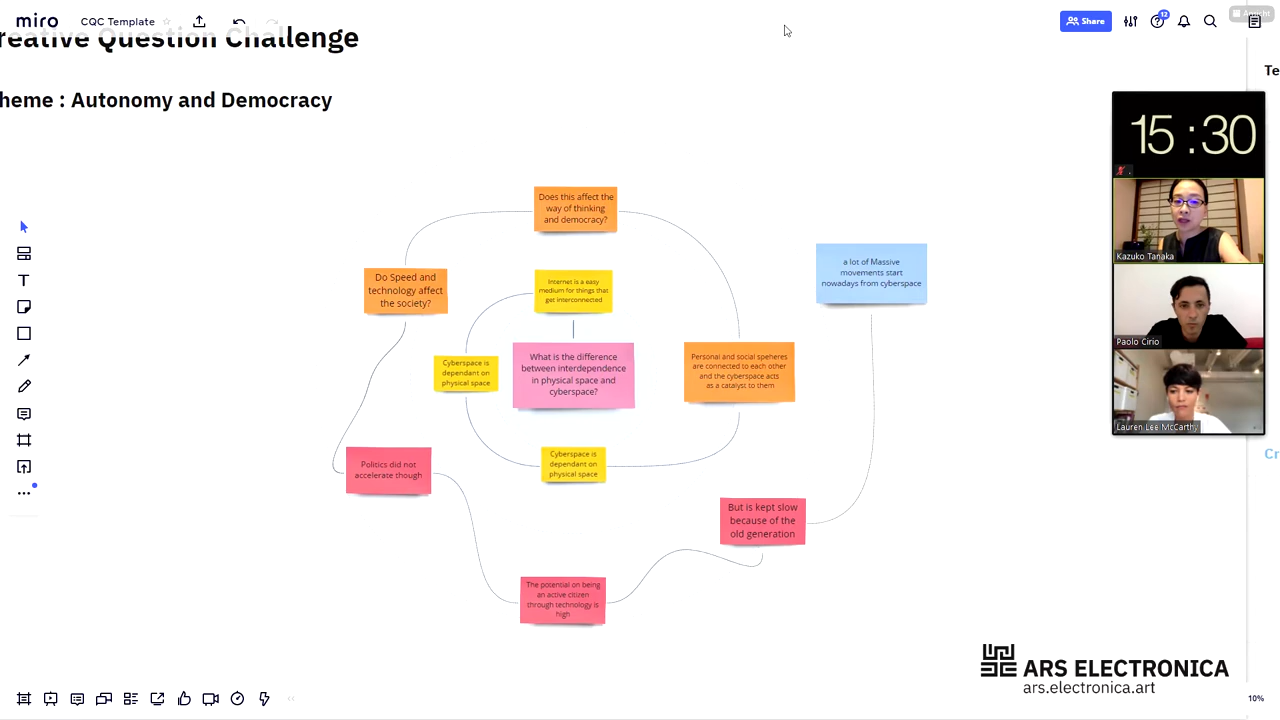 miro
CQC Template
Share
12
Ansicht
reative Question Challenge
heme : Autonomy and Democracy
Te
15:30
Does this affect the
way of thinking
and democracy?
Do Speed and
technology affect
the society?
Internet is a easy
medium for things that
get interconnected
a lot of Massive
movements start
nowadays from cyberspace
Kazuko Tanaka
Cyberspace is
dependant on
physical space
What is the difference
between interdependence
in physical space and
cyberspace?
Personal and social speheres
are connected to each other
and the cyberspace acts
as a catalyst to them
Paolo Cirio
Lauren Lee McCarthy
Politics did not
accelerate though
Cyberspace is
dependant on
physical space
Cr
But is kept slow
because of the
old generation
The potential on being
an active citizen
through technology is
high
ARS ELECTRONICA
ars.electronica.art
10%